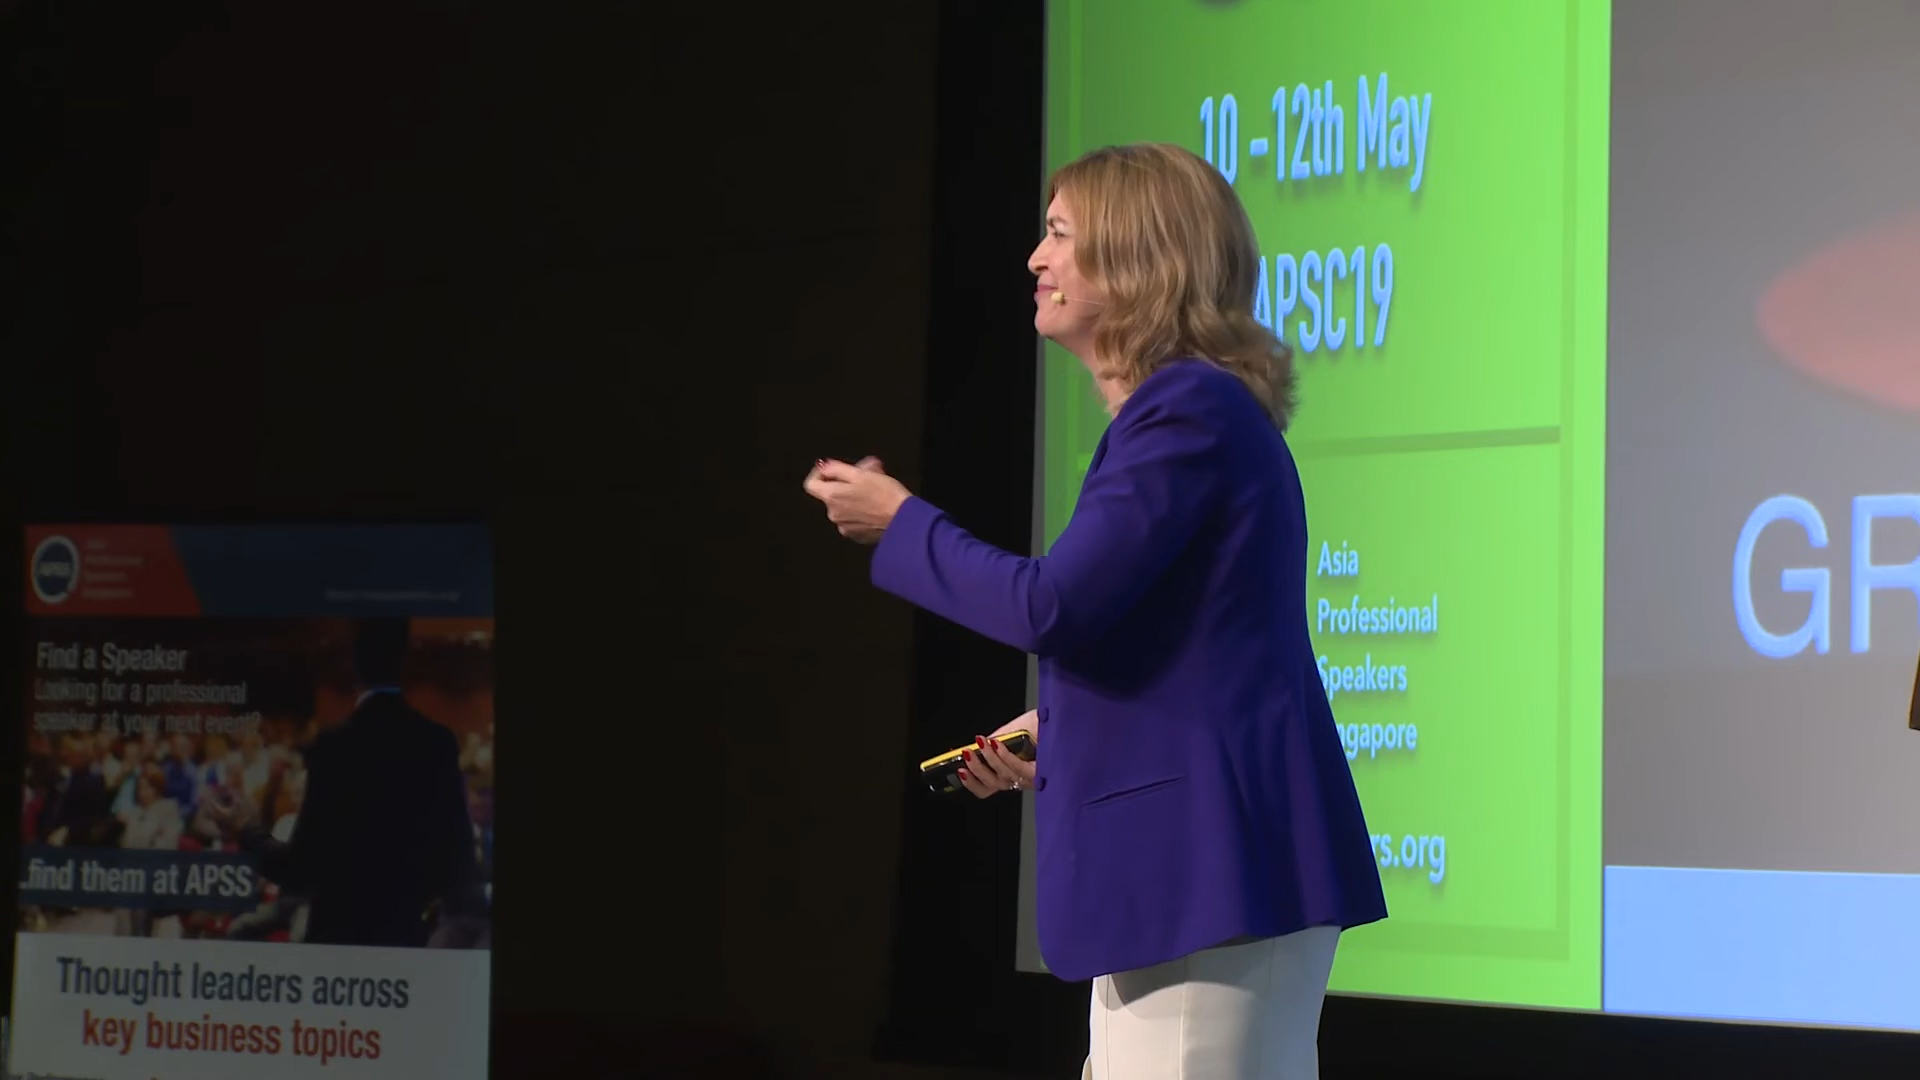 10 -12th May
APSC19
Asia
Professional
Speakers
ngapore
rs.org
GR
APSS
Find a Speaker
Looking for a professional
speaker at your next event?
..find them at APSS
Thought leaders across
key business topics